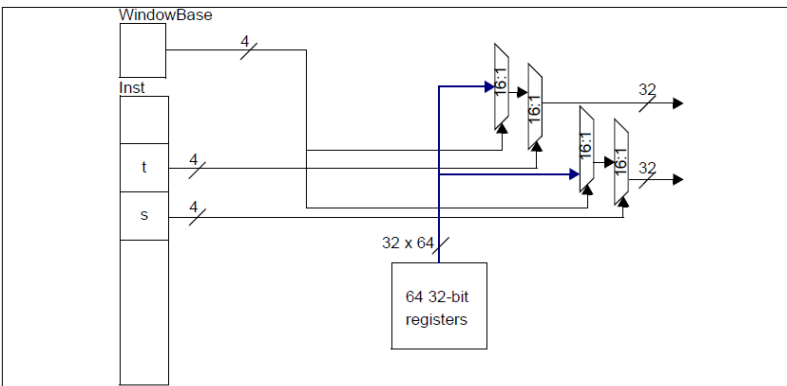 WindowBase
4
Inst
16:1
16:1
32
16:1
16:1
t
4
32
s
4
32 x 64
64 32-bit
registers